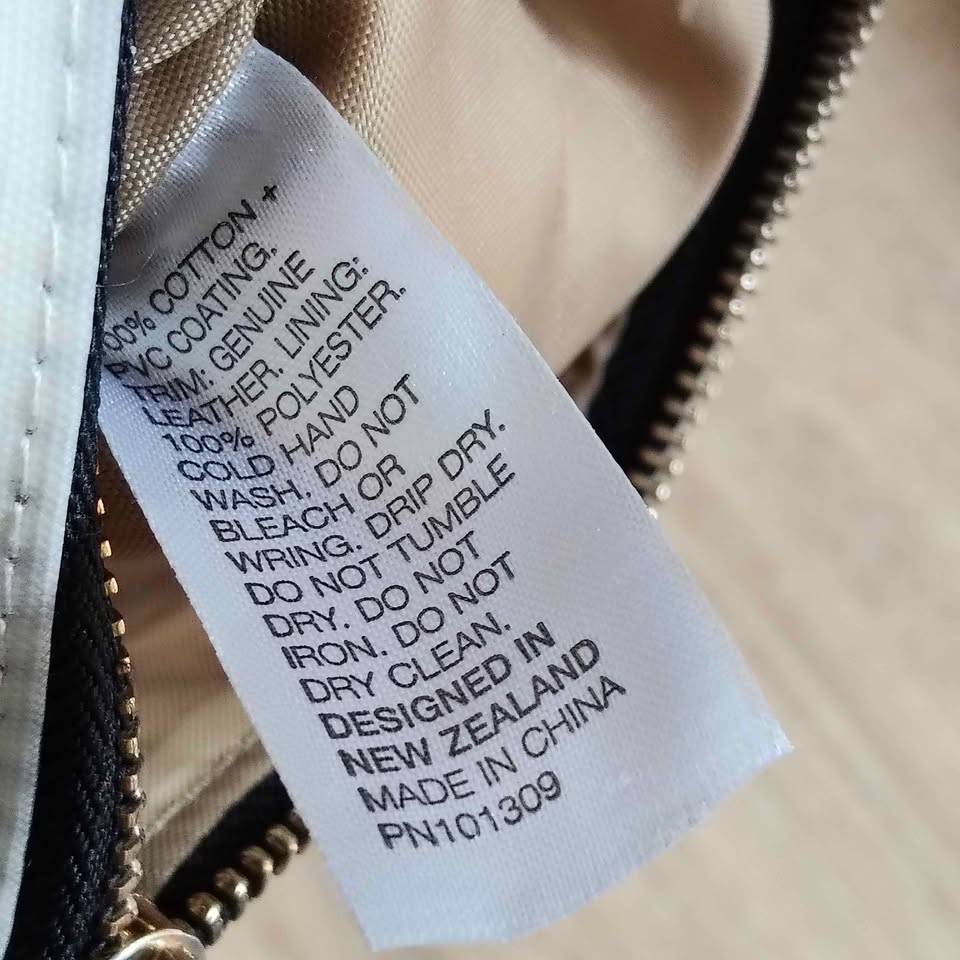 00% COTTON +
PVC COATING.
TRIM: GENUINE
LEATHER. LINING:
100% POLYESTER.
COLD HAND
WASH. DO NOT
BLEACH OR
WRING. DRIP DRY.
DO NOT TUMBLE
DRY. DO NOT
IRON. DO NOT
DRY CLEAN.
DESIGNED IN
NEW ZEALAND
MADE IN CHINA
PN101309